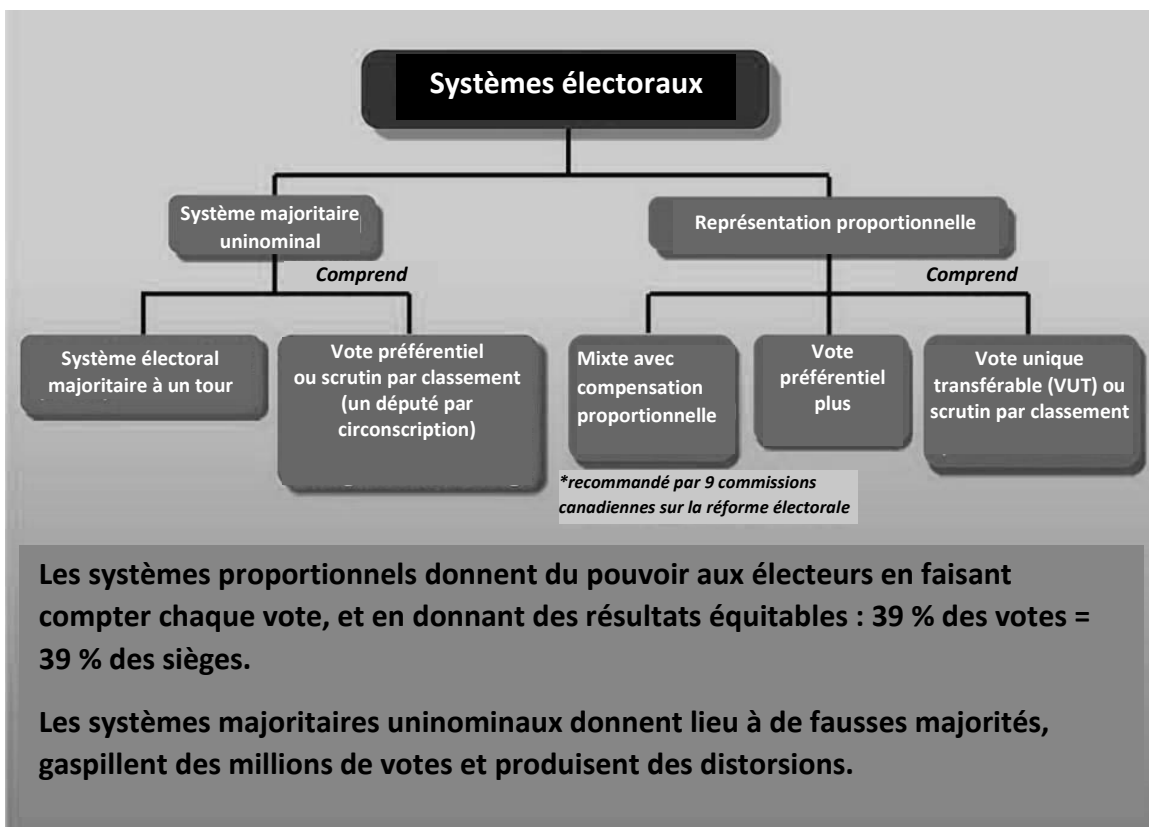 Systèmes électoraux
Système majoritaire
uninominal
Représentation proportionnelle
Comprend
Comprend
Système électoral
majoritaire à un tour
Vote préférentiel
ou scrutin par classement
(un député par
circonscription)
Mixte avec
compensation
proportionnelle
Vote
préférentiel
plus
Vote unique
transférable (VUT) ou
scrutin par classement
*recommandé par 9 commissions
canadiennes sur la réforme électorale
Les systèmes proportionnels donnent du pouvoir aux électeurs en faisant
compter chaque vote, et en donnant des résultats équitables : 39 % des votes =
39 % des sièges.
Les systèmes majoritaires uninominaux donnent lieu à de fausses majorités,
gaspillent des millions de votes et produisent des distorsions.